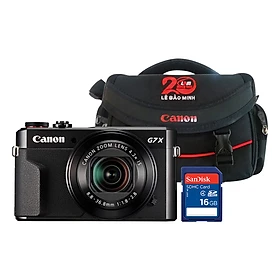 20
LÊ BẢO MINH
Canon
Canon
G7X
CANON ZOOM LENS 4.2x IS
8.8-36.8mm 1:1.8-2.8
SanDisk
SDHC Card
16GB